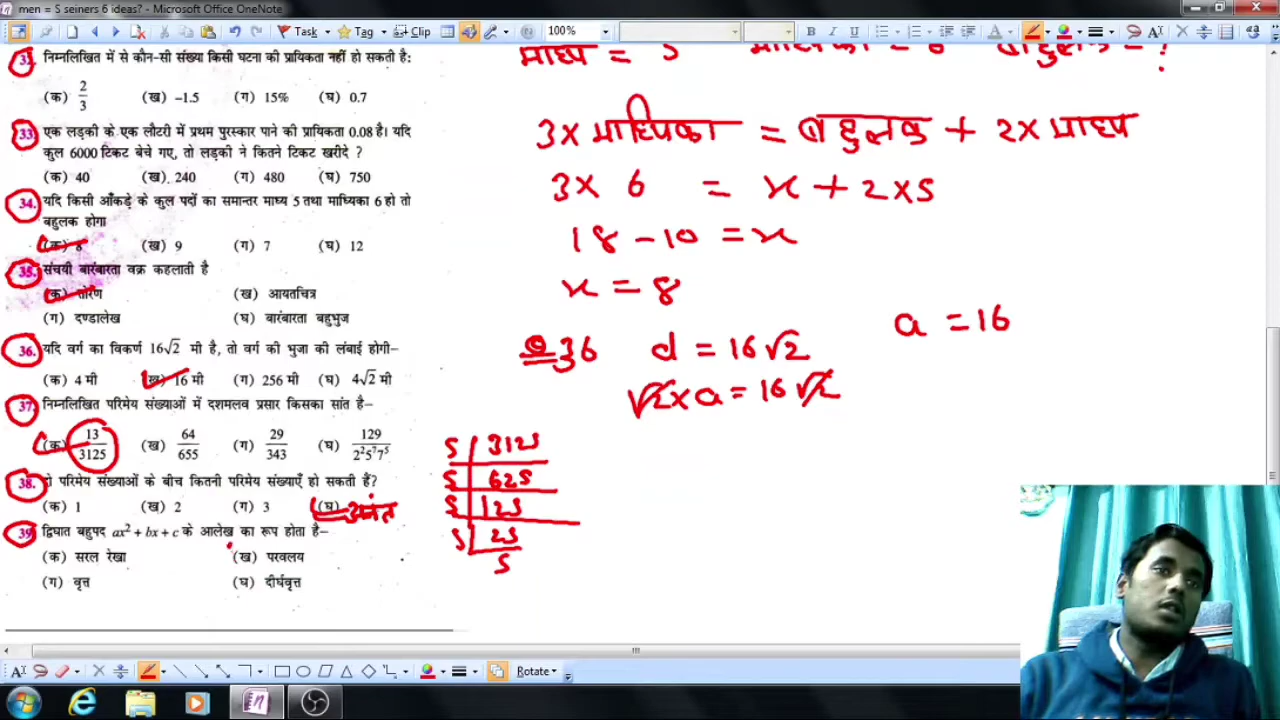 men = S seiners 6 ideas? - Microsoft Office OneNote
Task
Tag
Clip
100%
निम्नलिखित में से कौन-सी संख्या किसी घटना की प्रायिकता नहीं हो सकती है:
(क) 2/3 (ख) –1.5 (ग) 15% (घ) 0.7
33. एक लड़की के एक लौटरी में प्रथम पुरस्कार पाने की प्रायिकता 0.08 है। यदि
कुल 6000 टिकट बेचे गए, तो लड़की ने कितने टिकट खरीदे ?
(क) 40 (ख) 240 (ग) 480 (घ) 750
34. यदि किसी आँकड़े के कुल पदों का समान्तर माध्य 5 तथा माध्यिका 6 हो तो
बहुलक होगा
(क) 8 (ख) 9 (ग) 7 (घ) 12
35. संचयी बारंबारता वक्र कहलाती है
(क) तोरण (ख) आयतचित्र
(ग) दण्डालेख (घ) बारंबारता बहुभुज
36. यदि वर्ग का विकर्ण 16√2 मी है, तो वर्ग की भुजा की लंबाई होगी–
(क) 4 मी (ख) 16 मी (ग) 256 मी (घ) 4√2 मी
37. निम्नलिखित परिमेय संख्याओं में दशमलव प्रसार किसका सांत है–
(क) 13/3125 (ख) 64/655 (ग) 29/343 (घ) 129/2²5⁷7⁵
38. दो परिमेय संख्याओं के बीच कितनी परिमेय संख्याएँ हो सकती हैं?
(क) 1 (ख) 2 (ग) 3 (घ) अनंत
39. द्विघात बहुपद ax² + bx + c के आलेख का रूप होता है–
(क) सरल रेखा (ख) परवलय
(ग) वृत्त (घ) दीर्घवृत्त
माध्य = 5 माध्यिका = 6 बहुलक = ?
3 x माध्यिका = बहुलक + 2 x माध्य
3 x 6 = x + 2 x 5
18 - 10 = x
x = 8
Q 36 d = 16√2 a = 16
√2 x a = 16√2
5 | 3125
5 | 625
5 | 125
5 | 25
5
Rotate